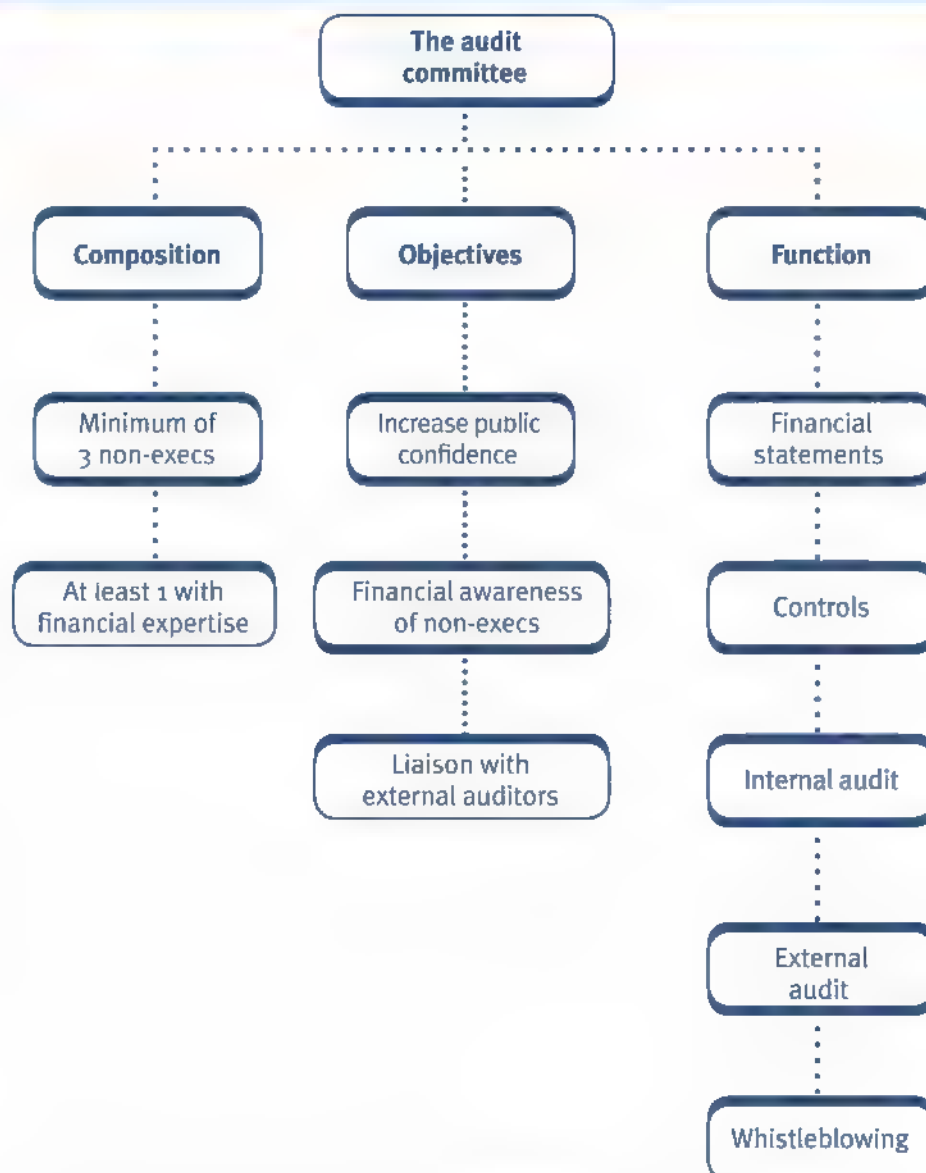 The audit
committee
Composition
Objectives
Function
Minimum of
3 non-execs
Increase public
confidence
Financial
statements
At least 1 with
financial expertise
Financial awareness
of non-execs
Controls
Liaison with
external auditors
Internal audit
External
audit
Whistleblowing